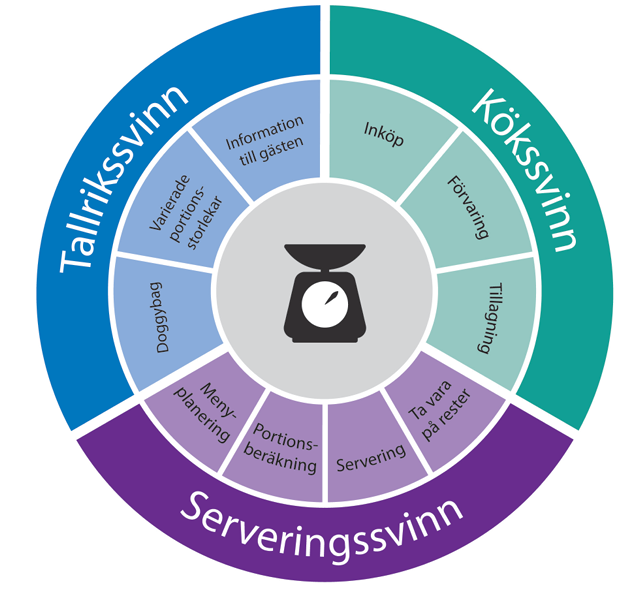 Kökssvinn
Inköp
Förvaring
Tillagning
Serveringssvinn
Ta vara
på rester
Servering
Portions-
beräkning
Meny-
planering
Tallrikssvinn
Doggybag
Varierade
portions-
storlekar
Information
till gästen